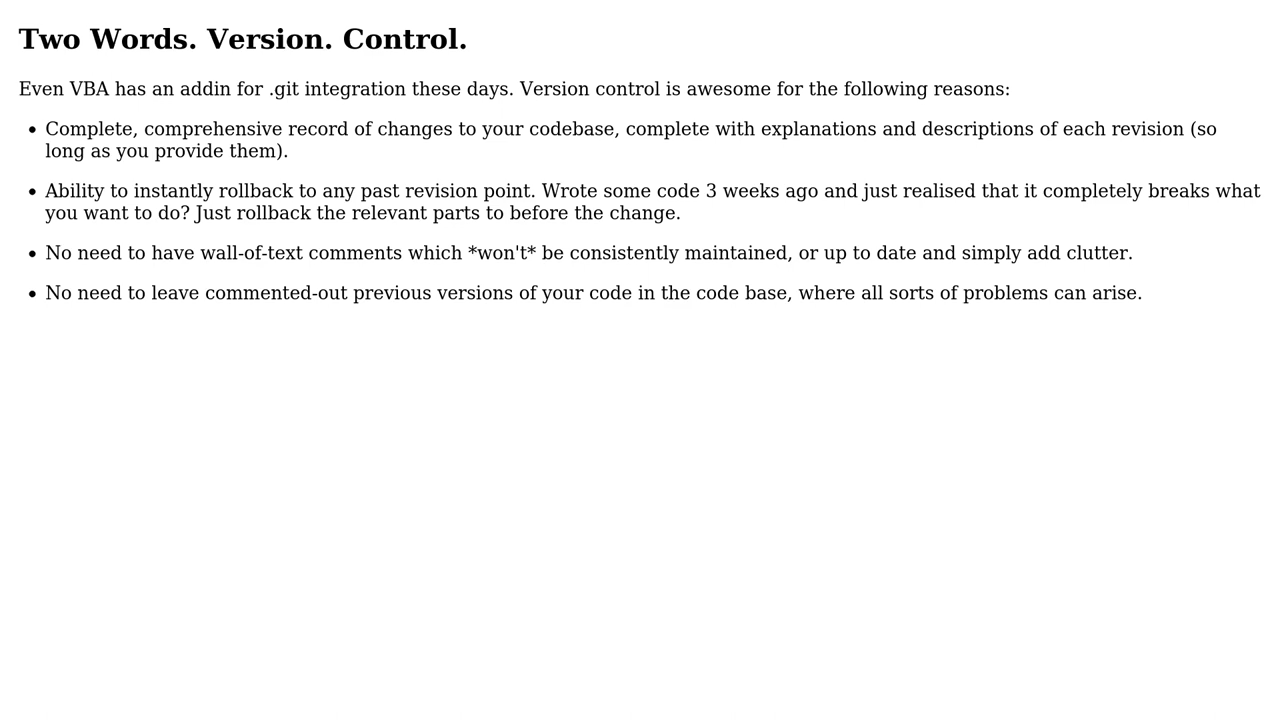 Two Words. Version. Control.
Even VBA has an addin for .git integration these days. Version control is awesome for the following reasons:
• Complete, comprehensive record of changes to your codebase, complete with explanations and descriptions of each revision (so
long as you provide them).
• Ability to instantly rollback to any past revision point. Wrote some code 3 weeks ago and just realised that it completely breaks what
you want to do? Just rollback the relevant parts to before the change.
• No need to have wall-of-text comments which *won't* be consistently maintained, or up to date and simply add clutter.
• No need to leave commented-out previous versions of your code in the code base, where all sorts of problems can arise.